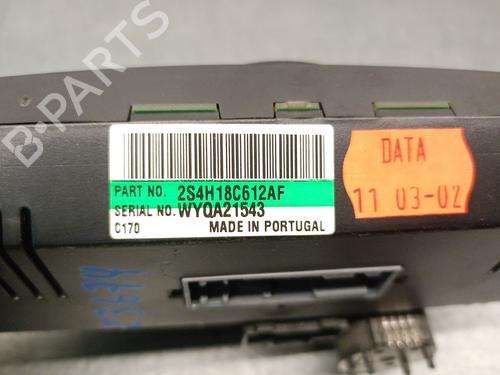 B-PARTS
PART NO. 2S4H18C612AF
SERIAL NO. WYQA21543
C170 MADE IN PORTUGAL
DATA
11 03-02